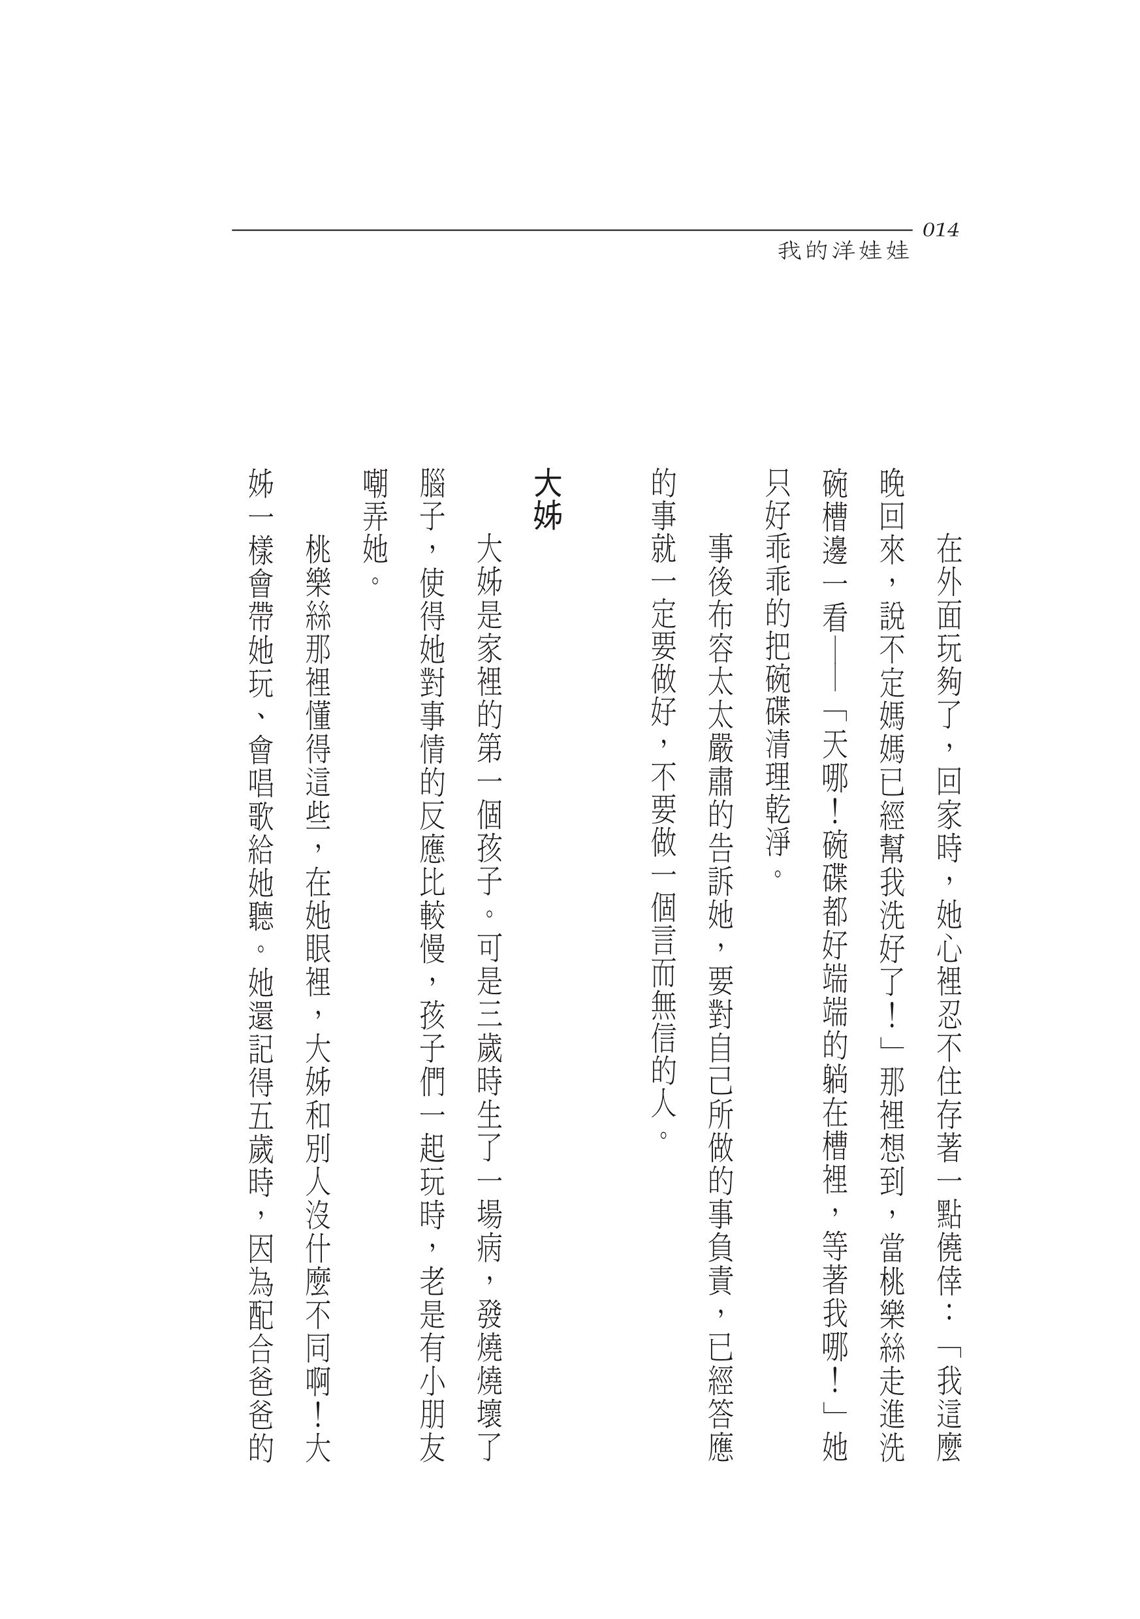 014
我的洋娃娃
在外面玩夠了，回家時，她心裡忍不住存著一點僥倖：「我這麼
晚回來，說不定媽媽已經幫我洗好了！」那裡想到，當桃樂絲走進洗
碗槽邊一看——「天哪！碗碟都好端端的躺在槽裡，等著我哪！」她
只好乖乖的把碗碟清理乾淨。
事後布容太太嚴肅的告訴她，要對自己所做的事負責，已經答應
的事就一定要做好，不要做一個言而無信的人。
大姊
大姊是家裡的第一個孩子。可是三歲時生了一場病，發燒燒壞了
腦子，使得她對事情的反應比較慢，孩子們一起玩時，老是有小朋友
嘲弄她。
桃樂絲那裡懂得這些，在她眼裡，大姊和別人沒什麼不同啊！大
姊一樣會帶她玩、會唱歌給她聽。她還記得五歲時，因為配合爸爸的